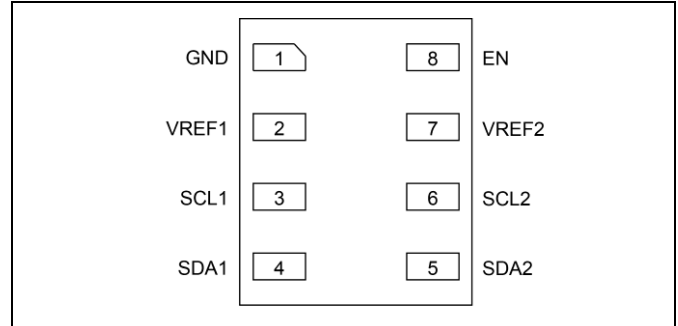 GND 1 8 EN
VREF1 2 7 VREF2
SCL1 3 6 SCL2
SDA1 4 5 SDA2